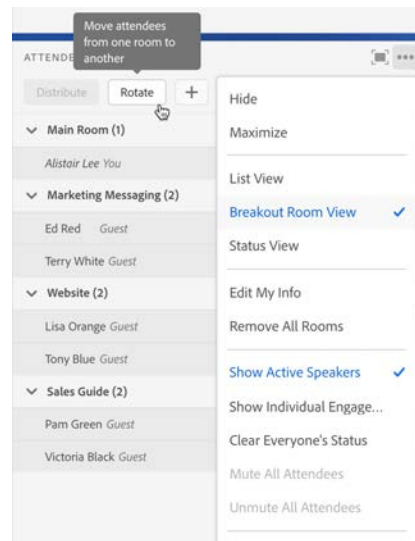 Move attendees
from one room to
another
ATTENDE
Distribute
Rotate
+
Main Room (1)
Alistair Lee You
Marketing Messaging (2)
Ed Red Guest
Terry White Guest
Website (2)
Lisa Orange Guest
Tony Blue Guest
Sales Guide (2)
Pam Green Guest
Victoria Black Guest
Hide
Maximize
List View
Breakout Room View
Status View
Edit My Info
Remove All Rooms
Show Active Speakers
Show Individual Engage...
Clear Everyone's Status
Mute All Attendees
Unmute All Attendees